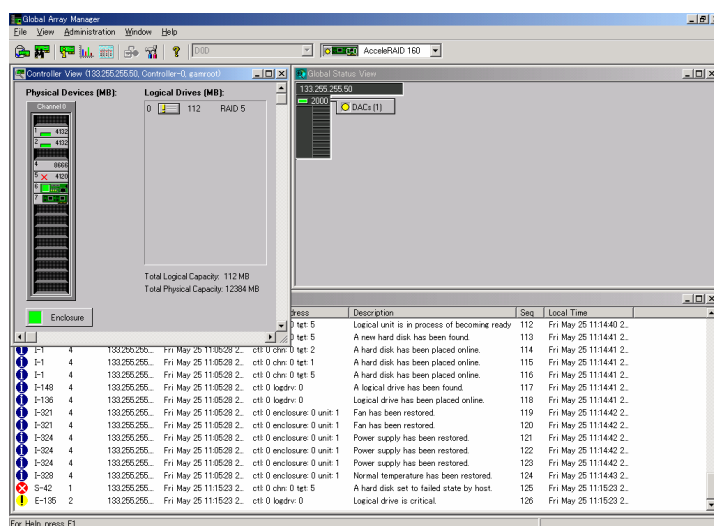 Global Array Manager
File View Administration Window Help
DOD
AcceleRAID 160
Controller View (133.255.255.50, Controller-0, gamroot)
Physical Devices (MB):
Logical Drives (MB):
Channel 0
1 4132
2 4132
4 8666
5 4120
6
7
0 112 RAID 5
Total Logical Capacity: 112 MB
Total Physical Capacity: 12384 MB
Enclosure
Global Status View
133.255.255.50
2000
DACs (1)
dress Description Seq Local Time
0 tgt: 5 Logical unit is in process of becoming ready 112 Fri May 25 11:14:40 2...
0 tgt: 5 A new hard disk has been found. 113 Fri May 25 11:14:41 2...
I-1 4 133.255.255... Fri May 25 11:05:28 2... ctl: 0 chn: 0 tgt: 2 A hard disk has been placed online. 114 Fri May 25 11:14:41 2...
I-1 4 133.255.255... Fri May 25 11:05:28 2... ctl: 0 chn: 0 tgt: 1 A hard disk has been placed online. 115 Fri May 25 11:14:41 2...
I-1 4 133.255.255... Fri May 25 11:05:28 2... ctl: 0 chn: 0 tgt: 5 A hard disk has been placed online. 116 Fri May 25 11:14:41 2...
I-148 4 133.255.255... Fri May 25 11:05:28 2... ctl: 0 logdrv: 0 A logical drive has been found. 117 Fri May 25 11:14:41 2...
I-136 4 133.255.255... Fri May 25 11:05:28 2... ctl: 0 logdrv: 0 Logical drive has been placed online. 118 Fri May 25 11:14:41 2...
I-321 4 133.255.255... Fri May 25 11:05:28 2... ctl: 0 enclosure: 0 unit: 1 Fan has been restored. 119 Fri May 25 11:14:42 2...
I-321 4 133.255.255... Fri May 25 11:05:28 2... ctl: 0 enclosure: 0 unit: 1 Fan has been restored. 120 Fri May 25 11:14:42 2...
I-324 4 133.255.255... Fri May 25 11:05:28 2... ctl: 0 enclosure: 0 unit: 1 Power supply has been restored. 121 Fri May 25 11:14:42 2...
I-324 4 133.255.255... Fri May 25 11:05:28 2... ctl: 0 enclosure: 0 unit: 1 Power supply has been restored. 122 Fri May 25 11:14:42 2...
I-324 4 133.255.255... Fri May 25 11:05:28 2... ctl: 0 enclosure: 0 unit: 1 Power supply has been restored. 123 Fri May 25 11:14:42 2...
I-328 4 133.255.255... Fri May 25 11:05:28 2... ctl: 0 enclosure: 0 unit: 1 Normal temperature has been restored. 124 Fri May 25 11:14:43 2...
S-42 1 133.255.255... Fri May 25 11:15:23 2... ctl: 0 chn: 0 tgt: 5 A hard disk set to failed state by host. 125 Fri May 25 11:15:23 2...
E-135 2 133.255.255... Fri May 25 11:15:23 2... ctl: 0 logdrv: 0 Logical drive is critical. 126 Fri May 25 11:15:23 2...
For Help, press F1